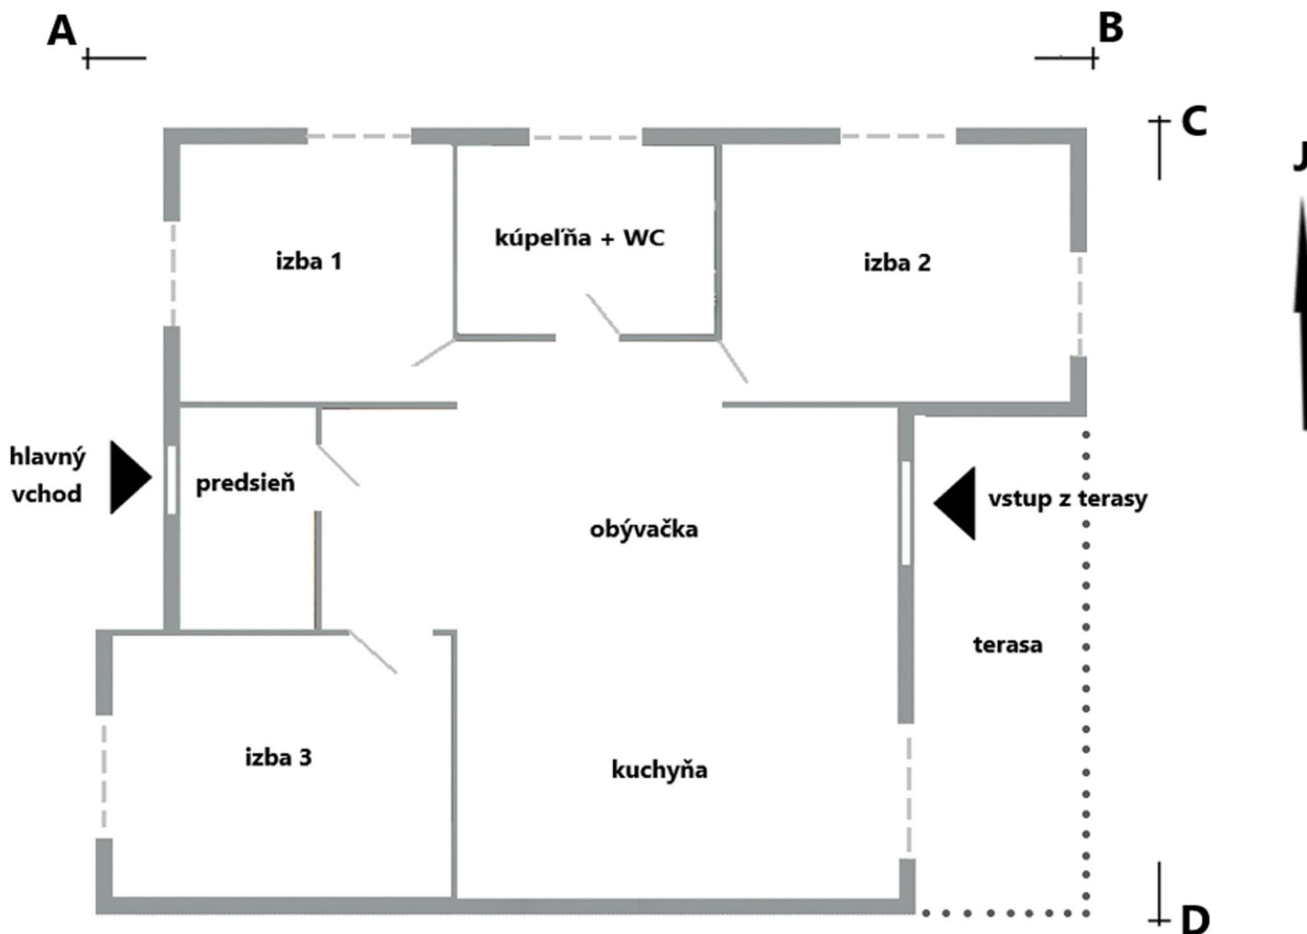 A
B
C
J
izba 1
kúpeľňa + WC
izba 2
hlavný
vchod
predsieň
obývačka
vstup z terasy
terasa
izba 3
kuchyňa
D